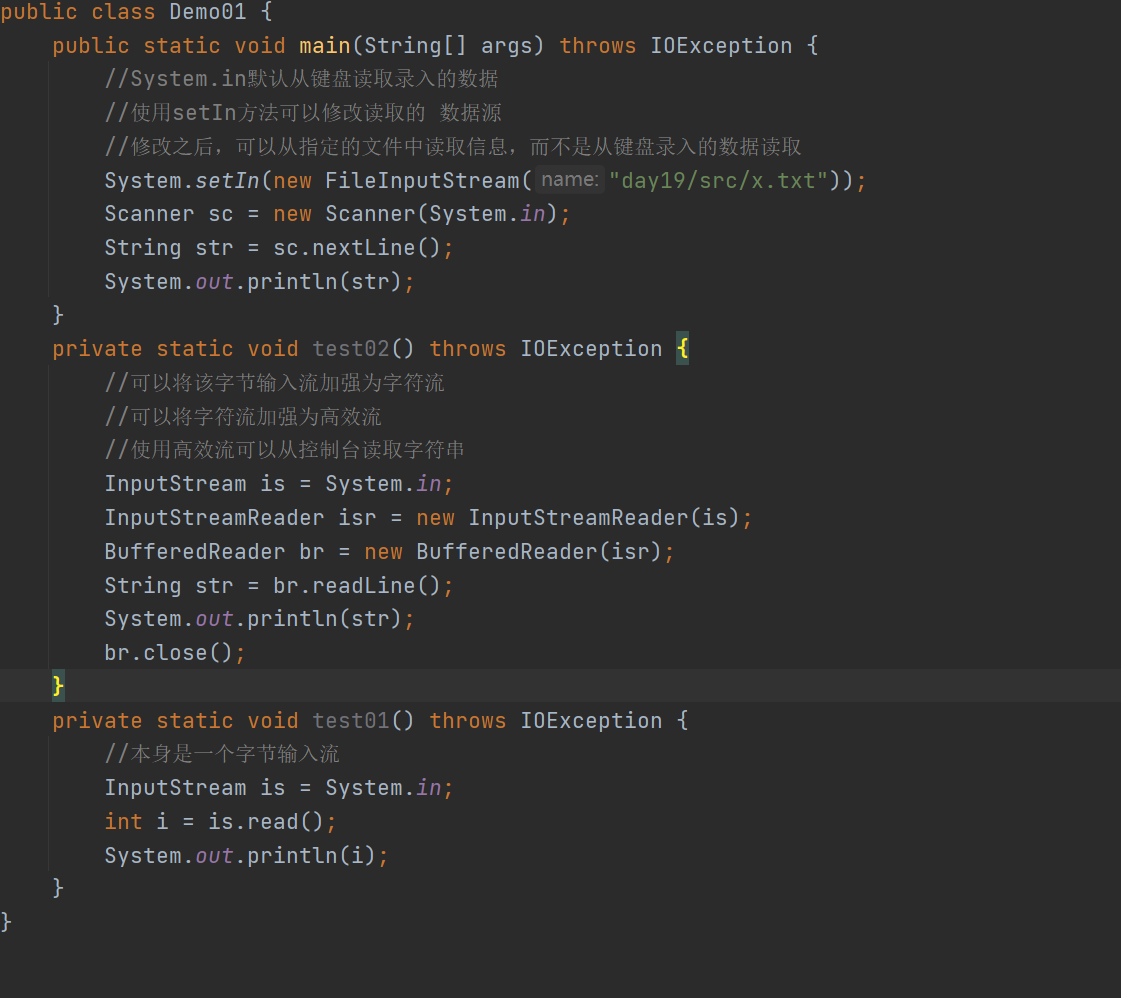 public class Demo01 {
    public static void main(String[] args) throws IOException {
        //System.in默认从键盘读取录入的数据
        //使用setIn方法可以修改读取的 数据源
        //修改之后，可以从指定的文件中读取信息，而不是从键盘录入的数据读取
        System.setIn(new FileInputStream( name: "day19/src/x.txt"));
        Scanner sc = new Scanner(System.in);
        String str = sc.nextLine();
        System.out.println(str);
    }
    private static void test02() throws IOException {
        //可以将该字节输入流加强为字符流
        //可以将字符流加强为高效流
        //使用高效流可以从控制台读取字符串
        InputStream is = System.in;
        InputStreamReader isr = new InputStreamReader(is);
        BufferedReader br = new BufferedReader(isr);
        String str = br.readLine();
        System.out.println(str);
        br.close();
    }
    private static void test01() throws IOException {
        //本身是一个字节输入流
        InputStream is = System.in;
        int i = is.read();
        System.out.println(i);
    }
}